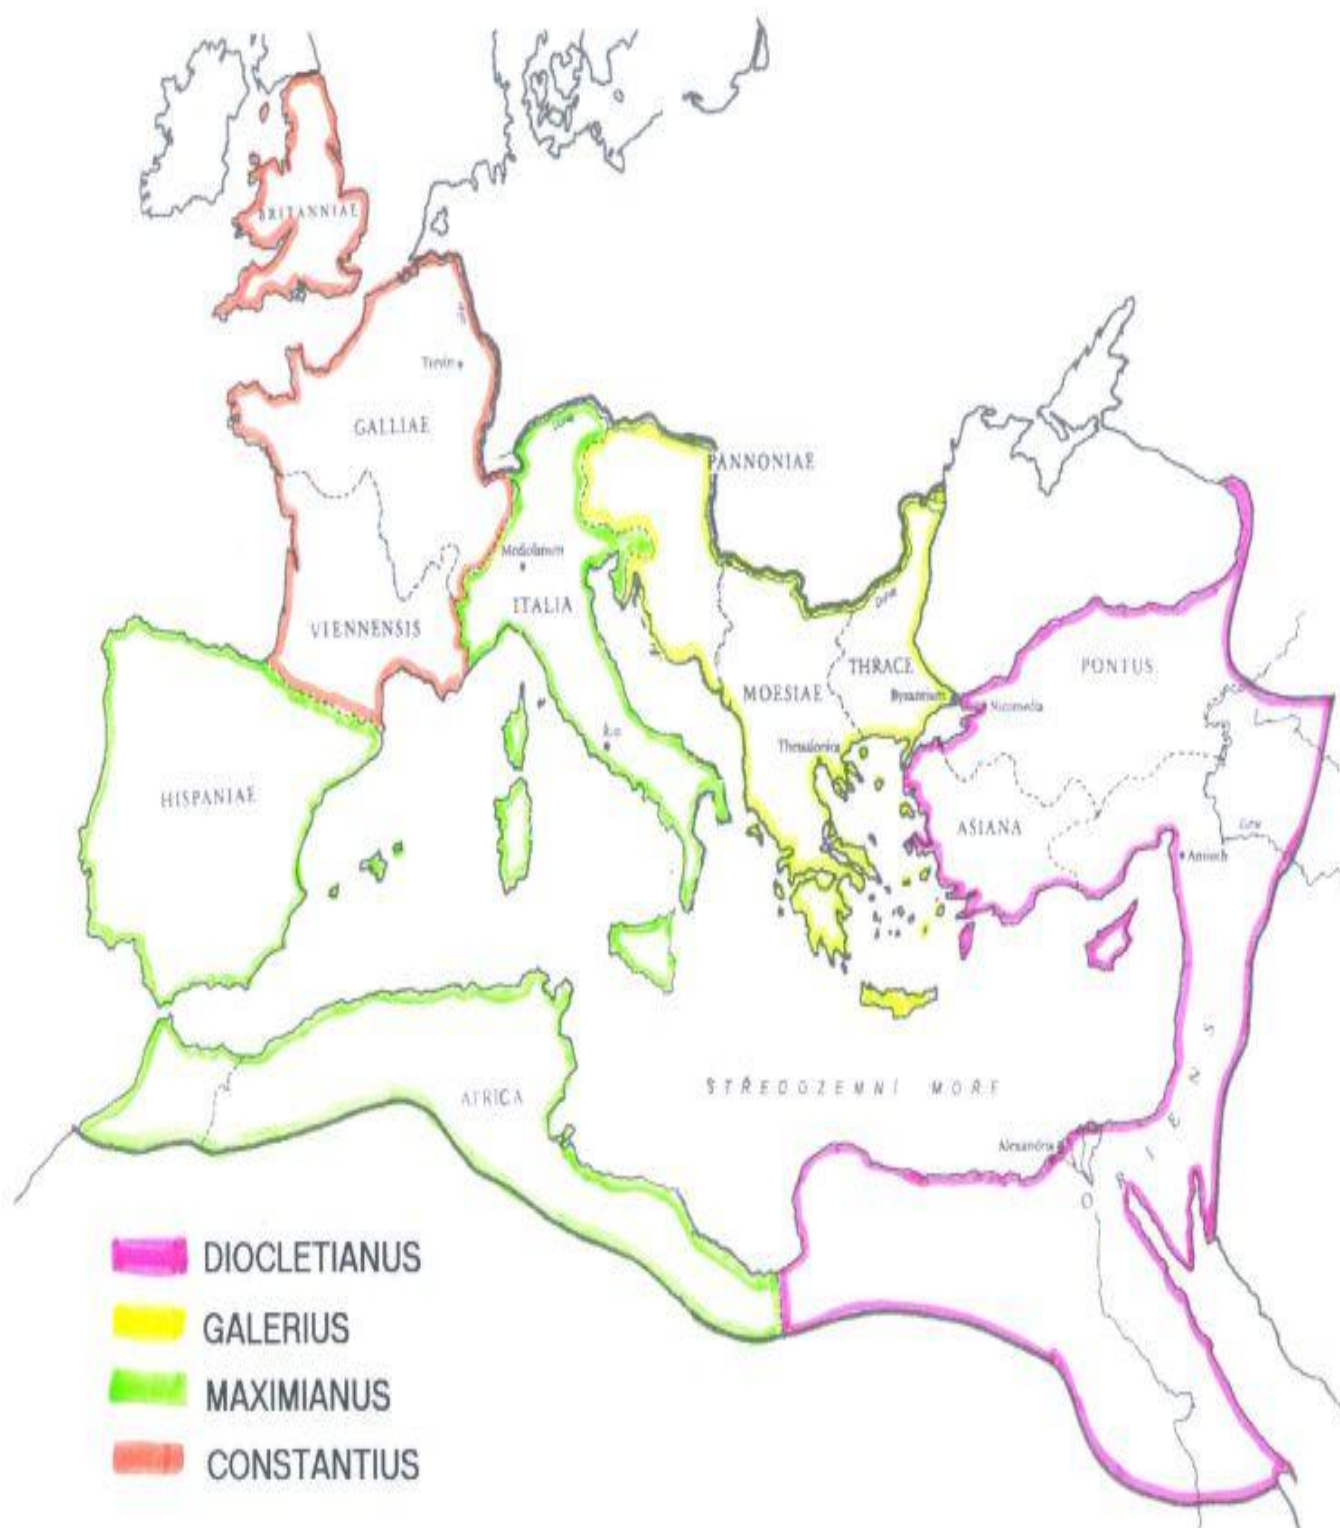 BRITANNIAE
Trevír
GALLIAE
PANNONIAE
Mediolanum
ITALIA
VIENNENSIS
THRACE
PONTUS
MOESIAE
Byzantium
Nicomedia
Thessalonica
HISPANIAE
ASIANA
Antioch
AFRICA
STŘEDOZEMNÍ MOŘE
Alexandria
ORIENS
DIOCLETIANUS
GALERIUS
MAXIMIANUS
CONSTANTIUS